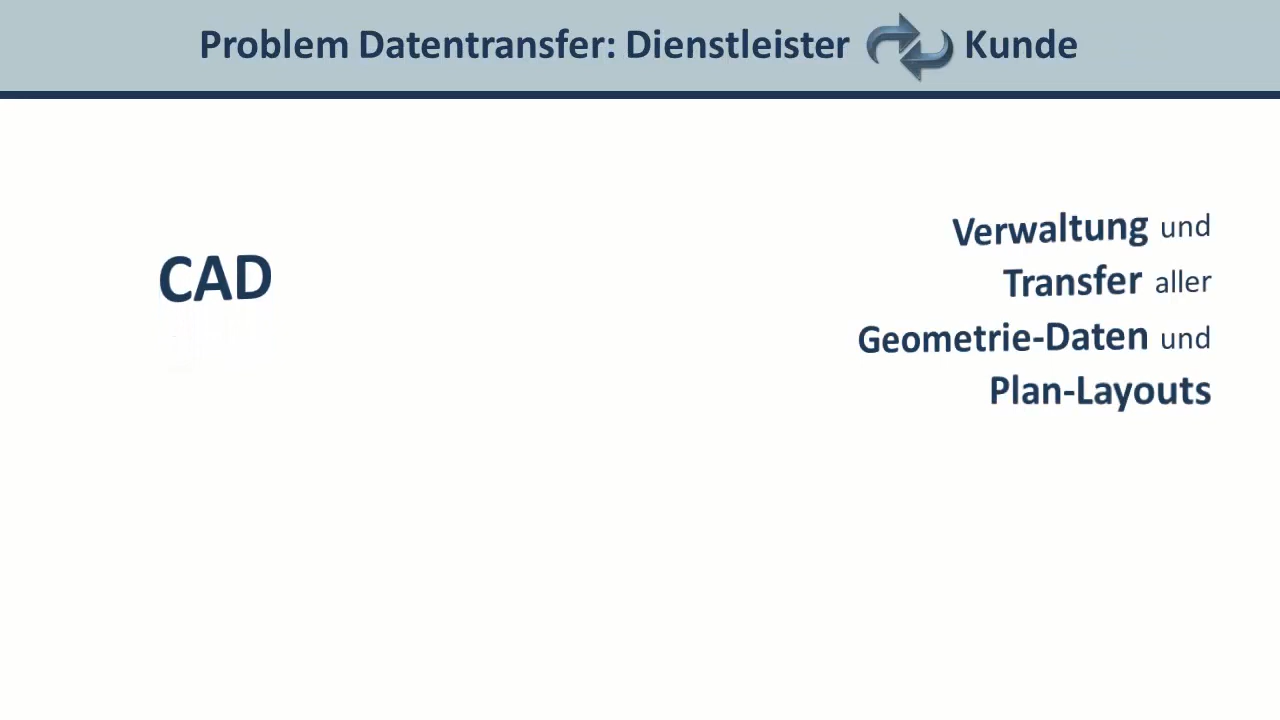 Problem Datentransfer: Dienstleister Kunde
CAD
Verwaltung und
Transfer aller
Geometrie-Daten und
Plan-Layouts